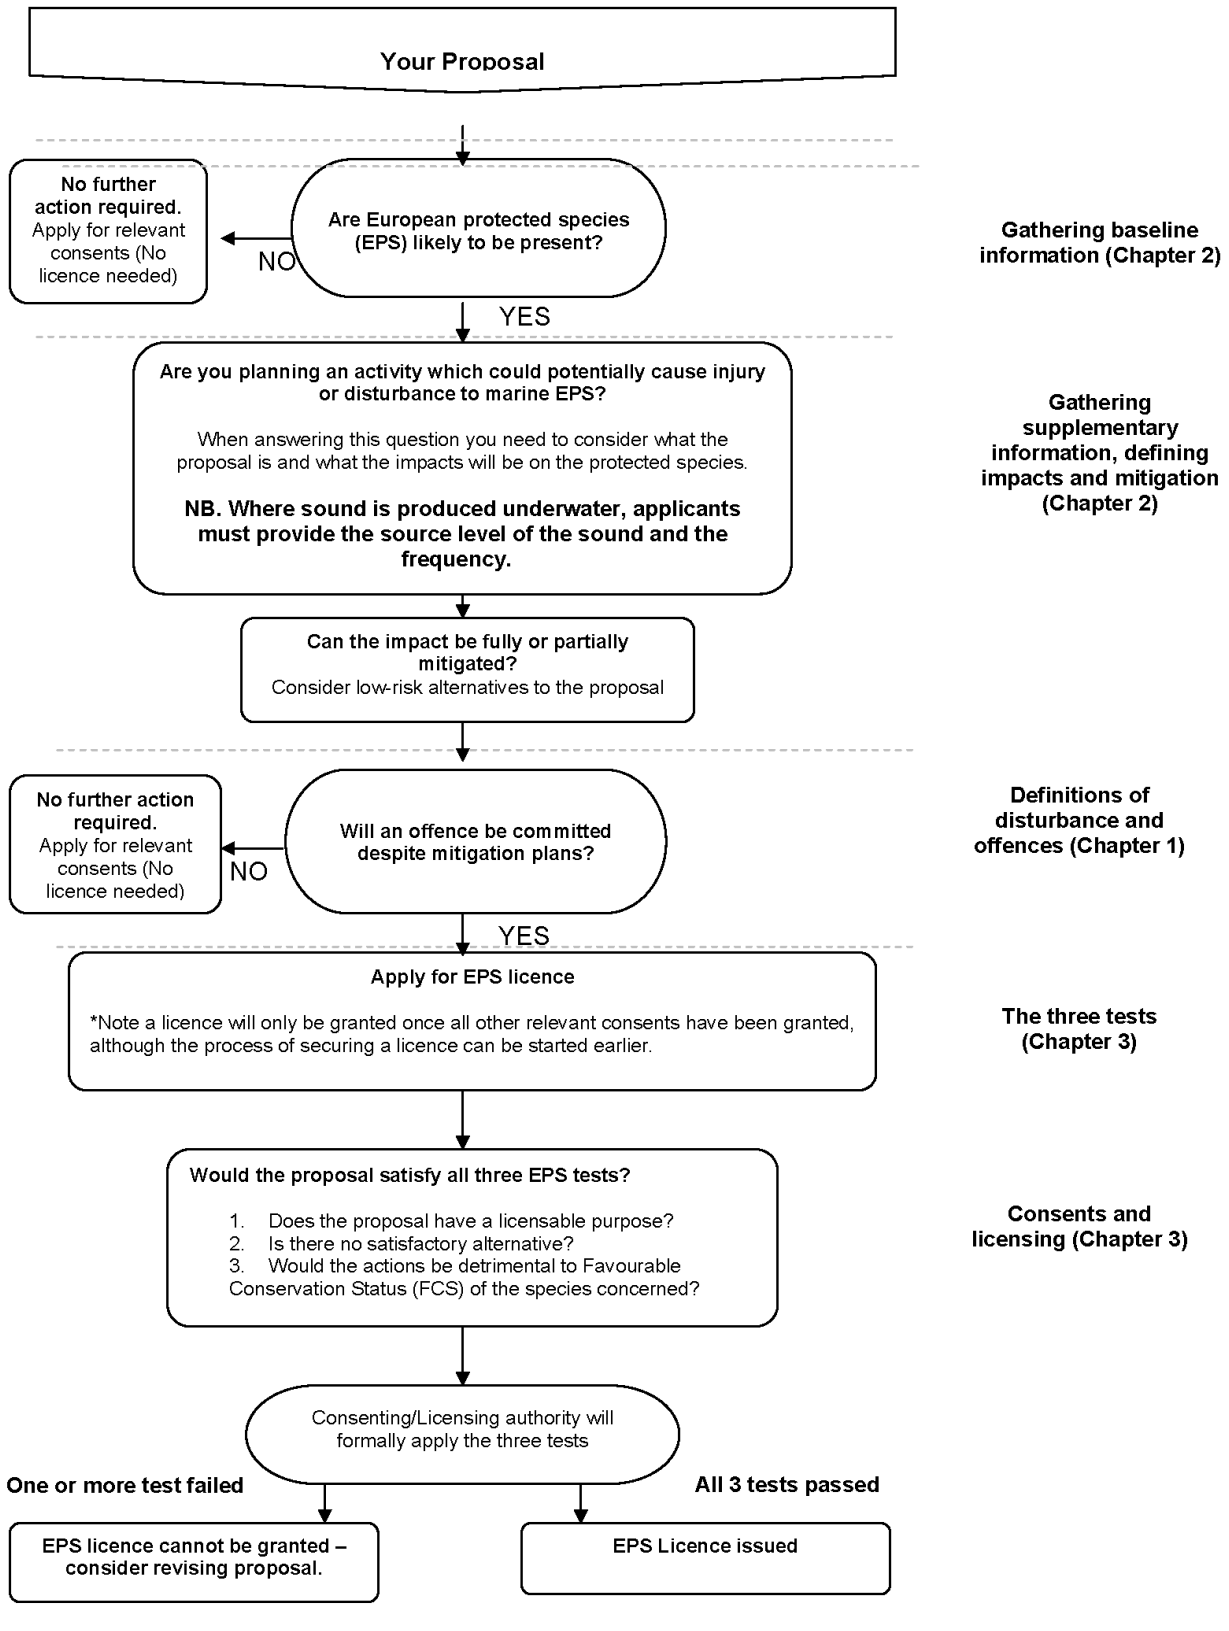 Your Proposal
No further
action required.
Apply for relevant
consents (No
licence needed)
Are European protected species
(EPS) likely to be present?
NO
Gathering baseline
information (Chapter 2)
YES
Are you planning an activity which could potentially cause injury
or disturbance to marine EPS?
When answering this question you need to consider what the
proposal is and what the impacts will be on the protected species.
NB. Where sound is produced underwater, applicants
must provide the source level of the sound and the
frequency.
Gathering
supplementary
information, defining
impacts and mitigation
(Chapter 2)
Can the impact be fully or partially
mitigated?
Consider low-risk alternatives to the proposal
No further action
required.
Apply for relevant
consents (No
licence needed)
Will an offence be committed
despite mitigation plans?
NO
Definitions of
disturbance and
offences (Chapter 1)
YES
Apply for EPS licence
*Note a licence will only be granted once all other relevant consents have been granted,
although the process of securing a licence can be started earlier.
The three tests
(Chapter 3)
Would the proposal satisfy all three EPS tests?
1. Does the proposal have a licensable purpose?
2. Is there no satisfactory alternative?
3. Would the actions be detrimental to Favourable
Conservation Status (FCS) of the species concerned?
Consents and
licensing (Chapter 3)
Consenting/Licensing authority will
formally apply the three tests
One or more test failed
All 3 tests passed
EPS licence cannot be granted –
consider revising proposal.
EPS Licence issued